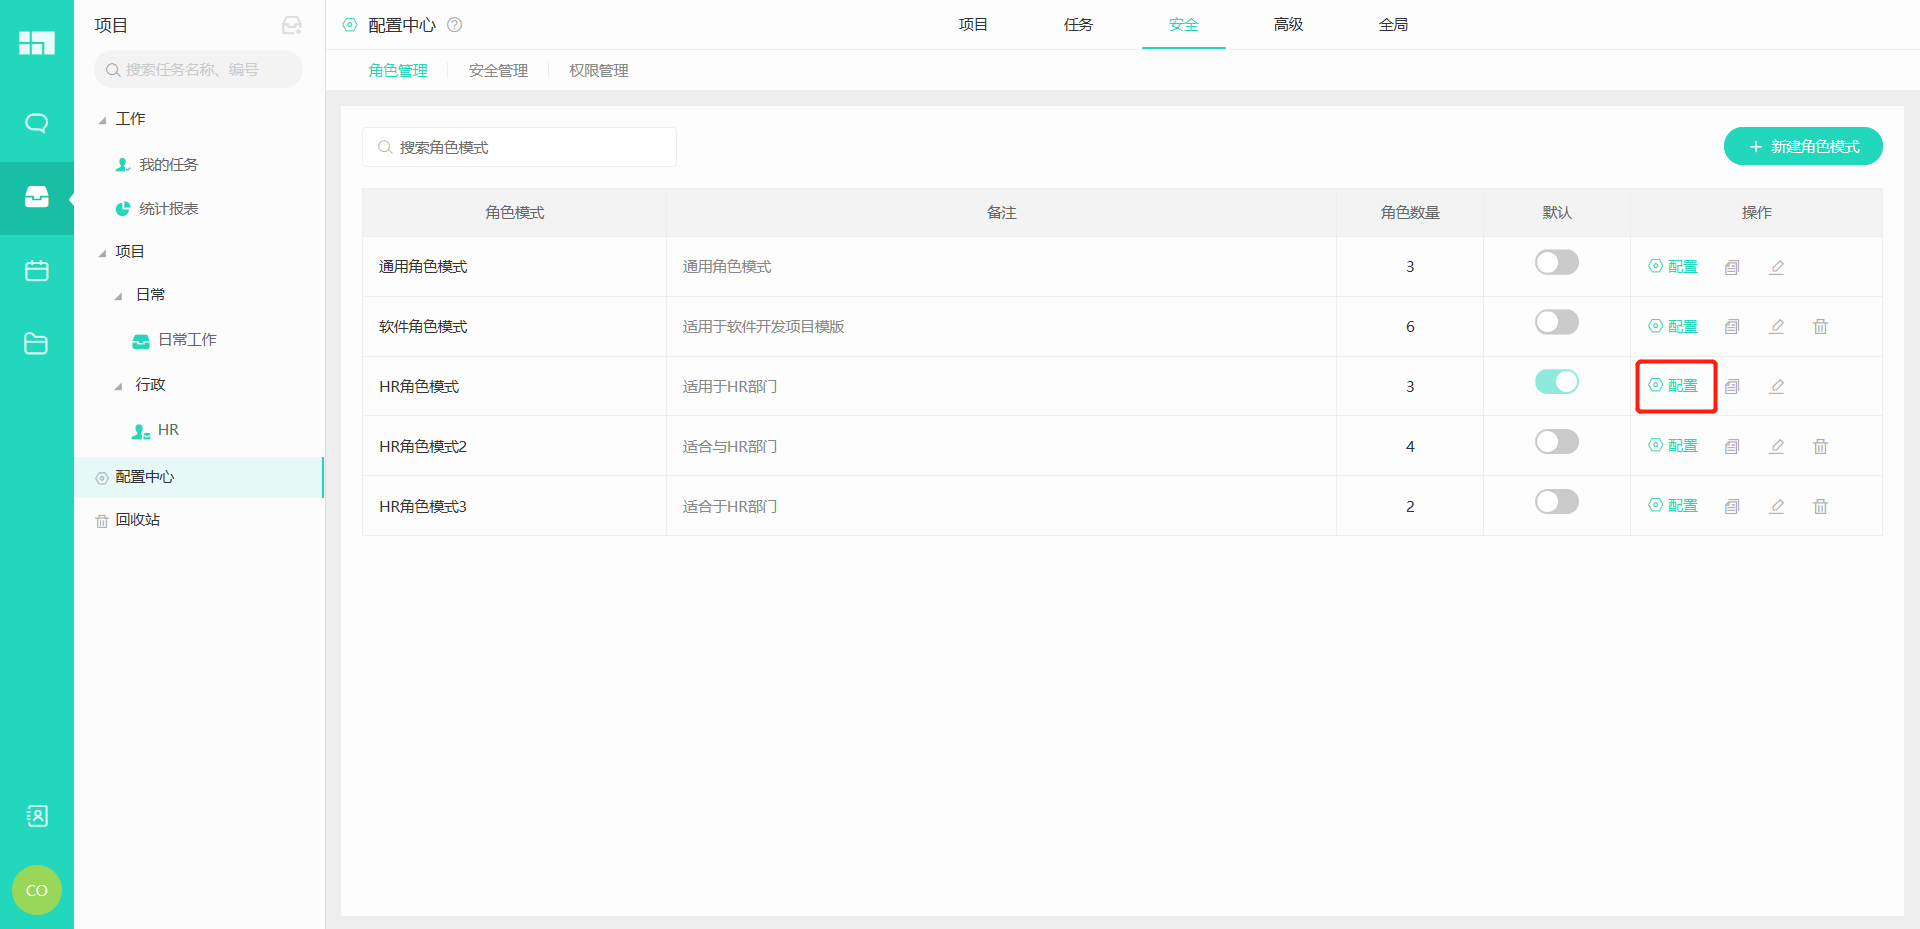 项目
搜索任务名称、编号
工作
我的任务
统计报表
项目
日常
日常工作
行政
HR
配置中心
回收站
CO
配置中心
项目 任务 安全 高级 全局
角色管理 安全管理 权限管理
搜索角色模式
新建角色模式
角色模式 备注 角色数量 默认 操作
通用角色模式 通用角色模式 3 配置
软件角色模式 适用于软件开发项目模版 6 配置
HR角色模式 适用于HR部门 3 配置
HR角色模式2 适合与HR部门 4 配置
HR角色模式3 适合于HR部门 2 配置